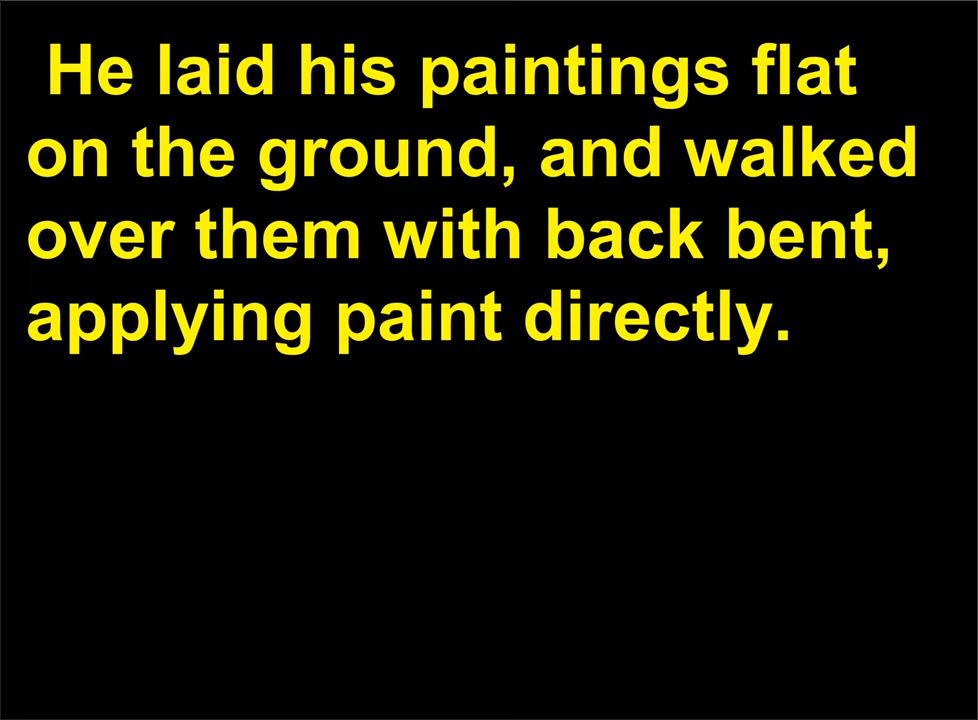 He laid his paintings flat
on the ground, and walked
over them with back bent,
applying paint directly.